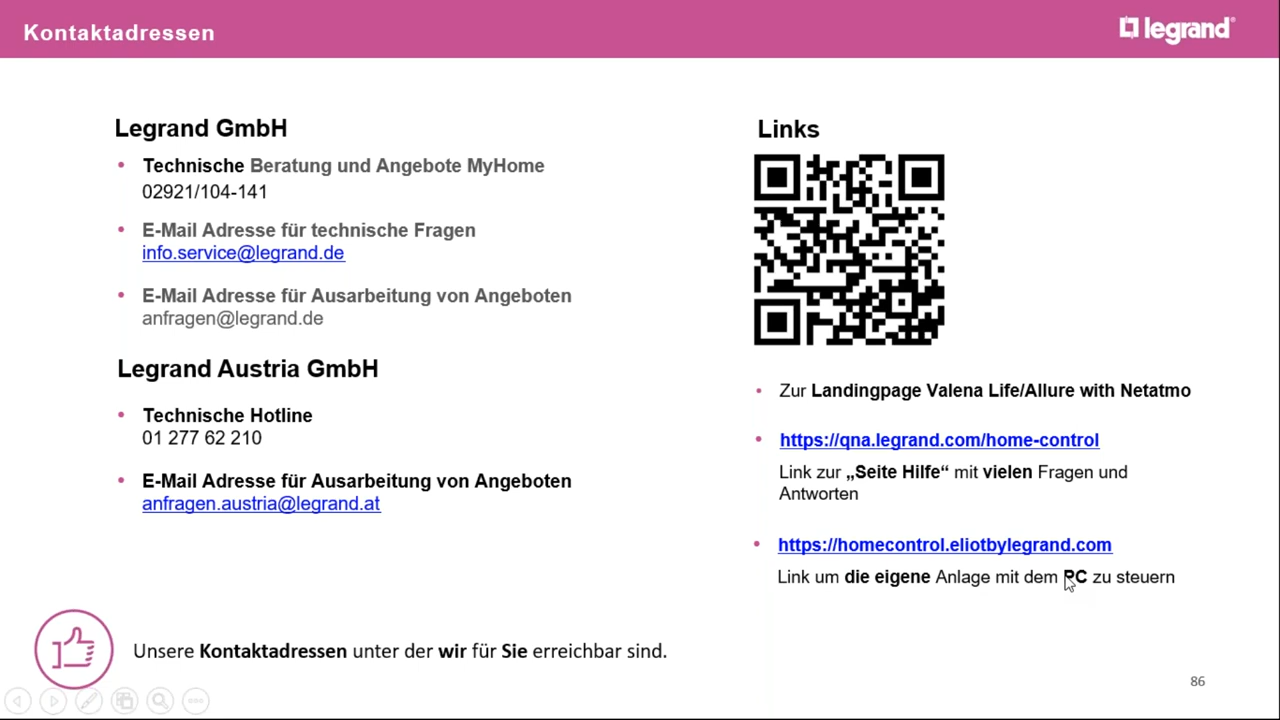 Kontaktadressen
legrand®
Legrand GmbH
• Technische Beratung und Angebote MyHome
02921/104-141
• E-Mail Adresse für technische Fragen
info.service@legrand.de
• E-Mail Adresse für Ausarbeitung von Angeboten
anfragen@legrand.de
Legrand Austria GmbH
• Technische Hotline
01 277 62 210
• E-Mail Adresse für Ausarbeitung von Angeboten
anfragen.austria@legrand.at
Links
• Zur Landingpage Valena Life/Allure with Netatmo
• https://qna.legrand.com/home-control
Link zur „Seite Hilfe“ mit vielen Fragen und
Antworten
• https://homecontrol.eliotbylegrand.com
Link um die eigene Anlage mit dem PC zu steuern
Unsere Kontaktadressen unter der wir für Sie erreichbar sind.
86